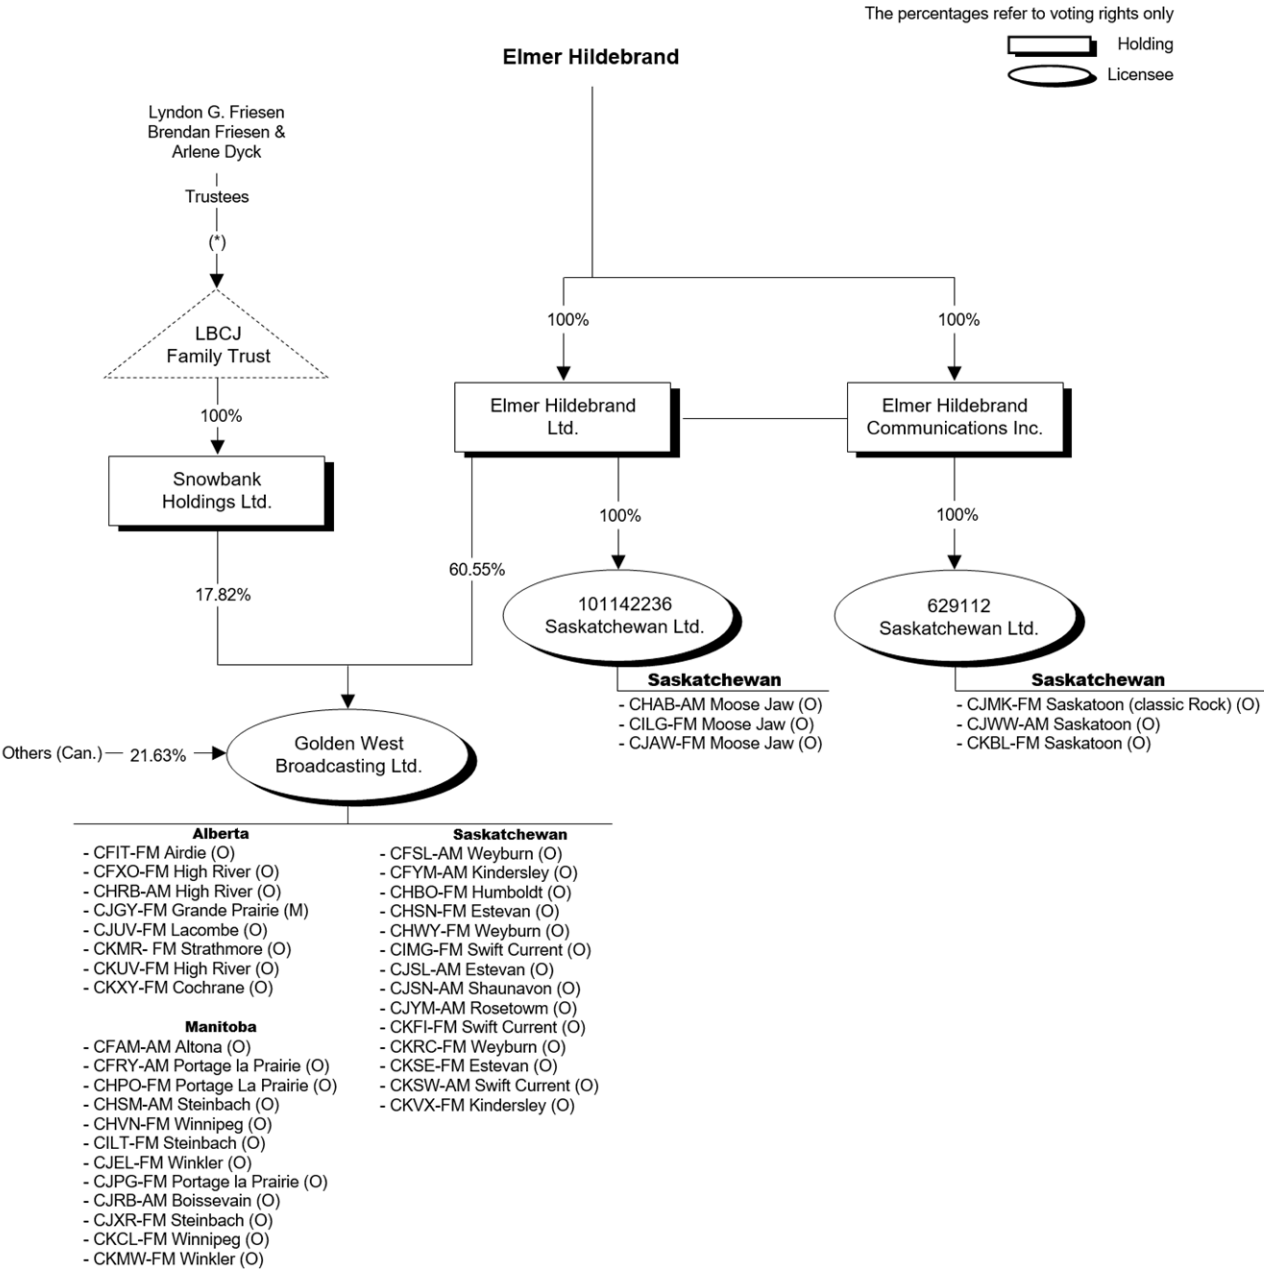 The percentages refer to voting rights only
Holding
Licensee
Elmer Hildebrand
Lyndon G. Friesen
Brendan Friesen &
Arlene Dyck
Trustees
(*)
LBCJ
Family Trust
100%
Snowbank
Holdings Ltd.
17.82%
100%
100%
Elmer Hildebrand
Ltd.
Elmer Hildebrand
Communications Inc.
60.55%
100%
100%
101142236
Saskatchewan Ltd.
629112
Saskatchewan Ltd.
Saskatchewan
- CHAB-AM Moose Jaw (O)
- CILG-FM Moose Jaw (O)
- CJAW-FM Moose Jaw (O)
Saskatchewan
- CJMK-FM Saskatoon (classic Rock) (O)
- CJWW-AM Saskatoon (O)
- CKBL-FM Saskatoon (O)
Others (Can.) 21.63%
Golden West
Broadcasting Ltd.
Alberta
- CFIT-FM Airdie (O)
- CFXO-FM High River (O)
- CHRB-AM High River (O)
- CJGY-FM Grande Prairie (M)
- CJUV-FM Lacombe (O)
- CKMR- FM Strathmore (O)
- CKUV-FM High River (O)
- CKXY-FM Cochrane (O)
Manitoba
- CFAM-AM Altona (O)
- CFRY-AM Portage la Prairie (O)
- CHPO-FM Portage La Prairie (O)
- CHSM-AM Steinbach (O)
- CHVN-FM Winnipeg (O)
- CILT-FM Steinbach (O)
- CJEL-FM Winkler (O)
- CJPG-FM Portage la Prairie (O)
- CJRB-AM Boissevain (O)
- CJXR-FM Steinbach (O)
- CKCL-FM Winnipeg (O)
- CKMW-FM Winkler (O)
Saskatchewan
- CFSL-AM Weyburn (O)
- CFYM-AM Kindersley (O)
- CHBO-FM Humboldt (O)
- CHSN-FM Estevan (O)
- CHWY-FM Weyburn (O)
- CIMG-FM Swift Current (O)
- CJSL-AM Estevan (O)
- CJSN-AM Shaunavon (O)
- CJYM-AM Rosetowm (O)
- CKFI-FM Swift Current (O)
- CKRC-FM Weyburn (O)
- CKSE-FM Estevan (O)
- CKSW-AM Swift Current (O)
- CKVX-FM Kindersley (O)